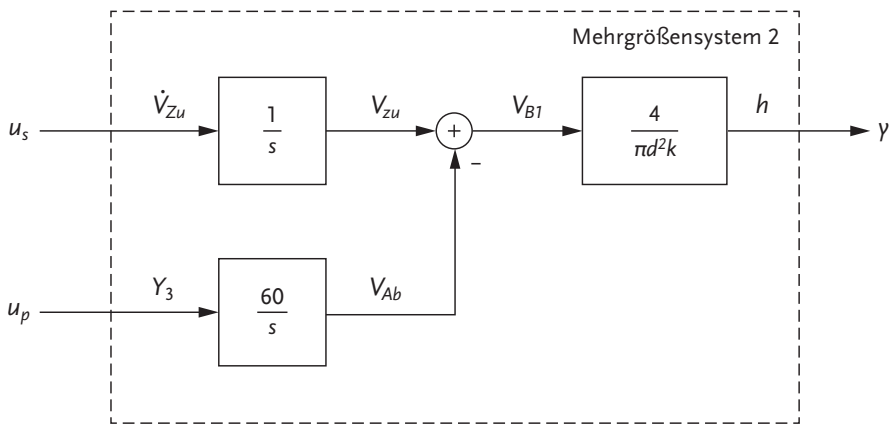 Mehrgrößensystem 2
u_s
V̇_Zu
1
s
V_zu
+
–
V_B1
4
πd²k
h
y
u_p
Y_3
60
s
V_Ab